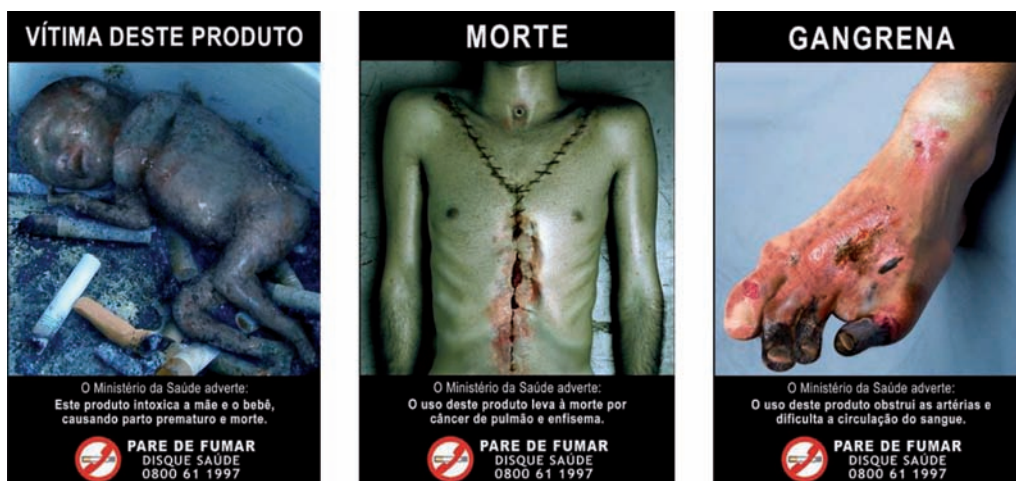 VÍTIMA DESTE PRODUTO
O Ministério da Saúde adverte:
Este produto intoxica a mãe e o bebê,
causando parto prematuro e morte.
PARE DE FUMAR
DISQUE SAÚDE
0800 61 1997
MORTE
O Ministério da Saúde adverte:
O uso deste produto leva à morte por
câncer de pulmão e enfisema.
PARE DE FUMAR
DISQUE SAÚDE
0800 61 1997
GANGRENA
O Ministério da Saúde adverte:
O uso deste produto obstrui as artérias e
dificulta a circulação do sangue.
PARE DE FUMAR
DISQUE SAÚDE
0800 61 1997